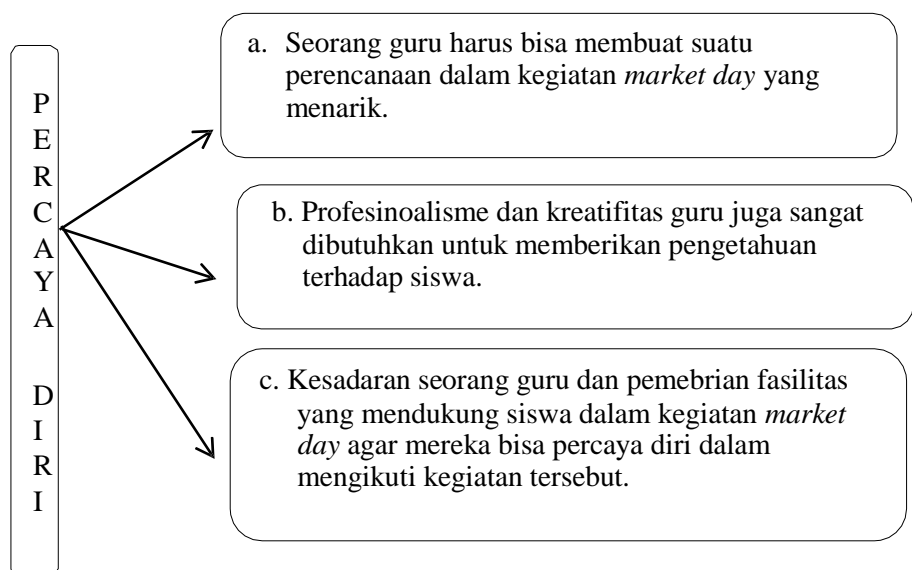 PERCAYA DIRI
a. Seorang guru harus bisa membuat suatu
perencanaan dalam kegiatan market day yang
menarik.
b. Profesinoalisme dan kreatifitas guru juga sangat
dibutuhkan untuk memberikan pengetahuan
terhadap siswa.
c. Kesadaran seorang guru dan pemebrian fasilitas
yang mendukung siswa dalam kegiatan market
day agar mereka bisa percaya diri dalam
mengikuti kegiatan tersebut.